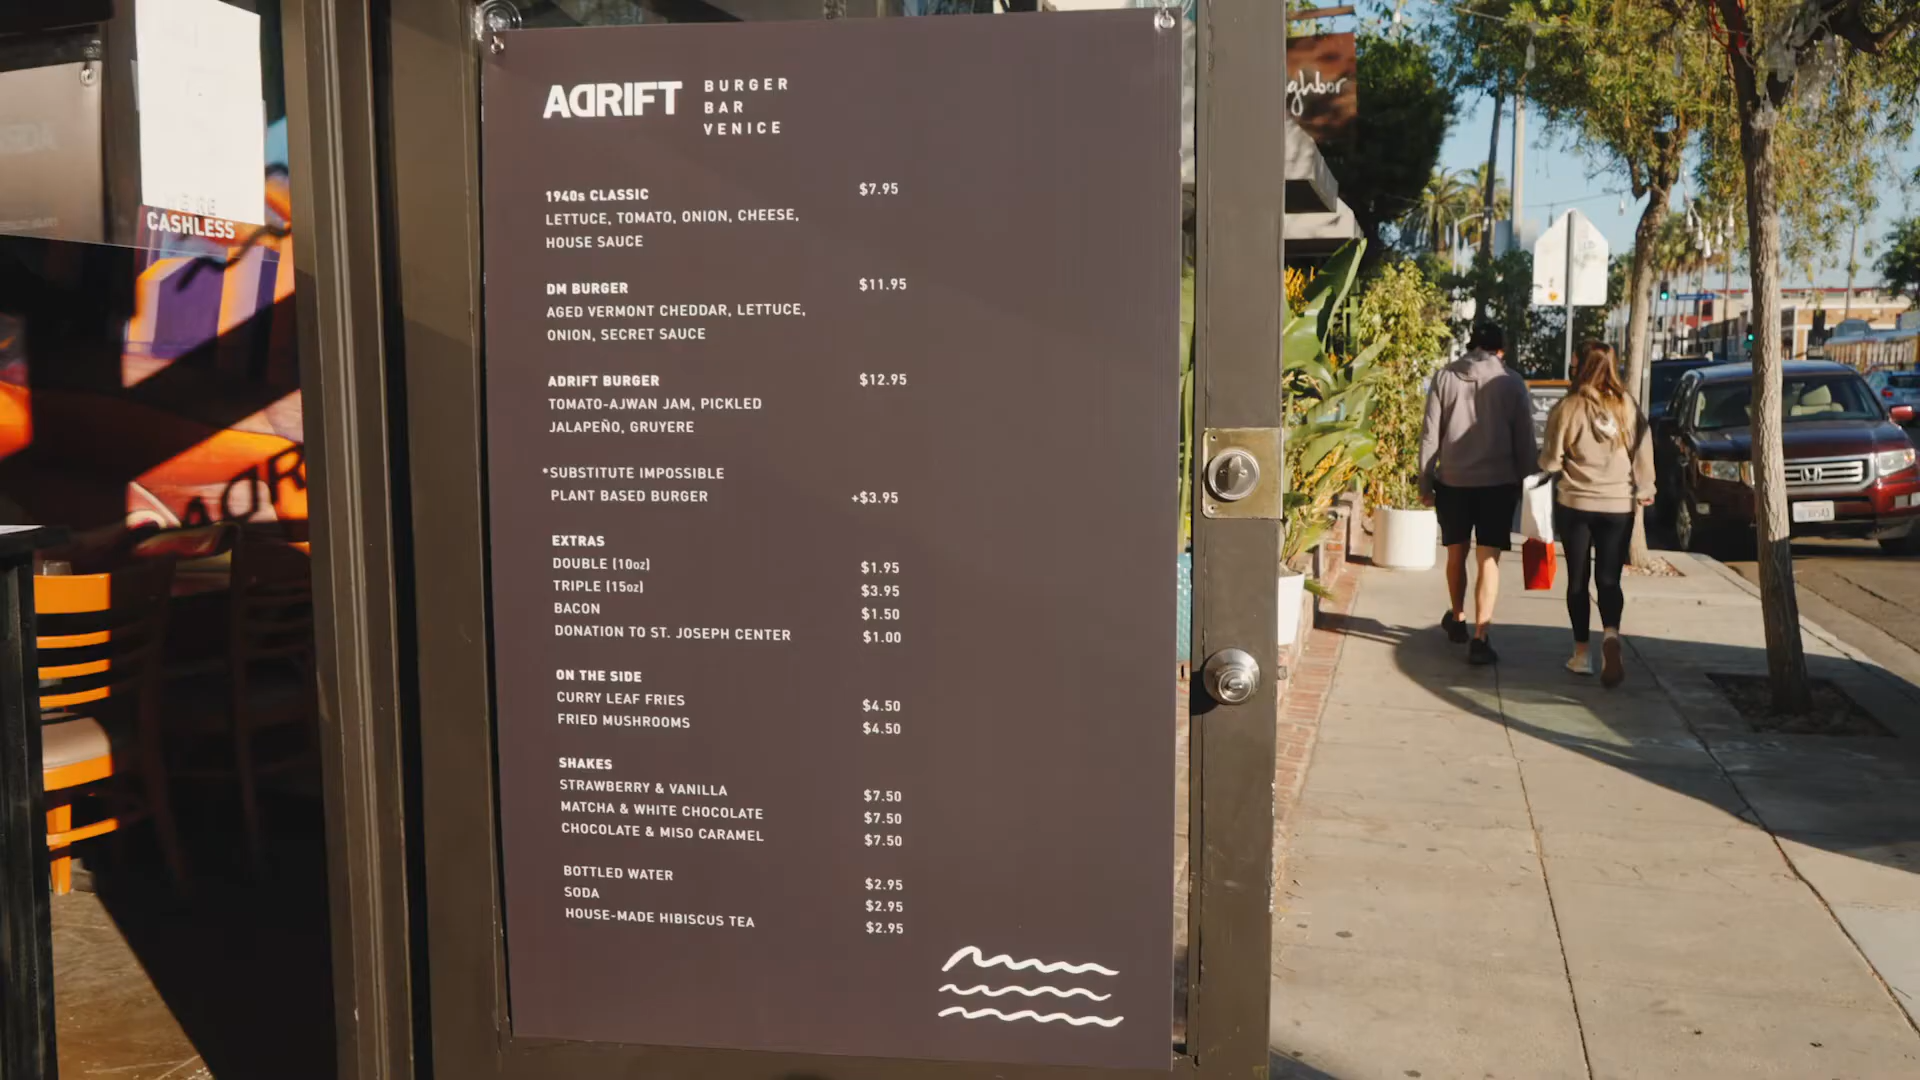 ADRIFT
BURGER
BAR
VENICE
1940s CLASSIC $7.95
LETTUCE, TOMATO, ONION, CHEESE,
HOUSE SAUCE
DM BURGER $11.95
AGED VERMONT CHEDDAR, LETTUCE,
ONION, SECRET SAUCE
ADRIFT BURGER $12.95
TOMATO-AJWAN JAM, PICKLED
JALAPEÑO, GRUYERE
*SUBSTITUTE IMPOSSIBLE
PLANT BASED BURGER +$3.95
EXTRAS
DOUBLE (10oz) $1.95
TRIPLE (15oz) $3.95
BACON $1.50
DONATION TO ST. JOSEPH CENTER $1.00
ON THE SIDE
CURRY LEAF FRIES $4.50
FRIED MUSHROOMS $4.50
SHAKES
STRAWBERRY & VANILLA $7.50
MATCHA & WHITE CHOCOLATE $7.50
CHOCOLATE & MISO CARAMEL $7.50
BOTTLED WATER $2.95
SODA $2.95
HOUSE-MADE HIBISCUS TEA $2.95
WE'RE
CASHLESS
ghbor